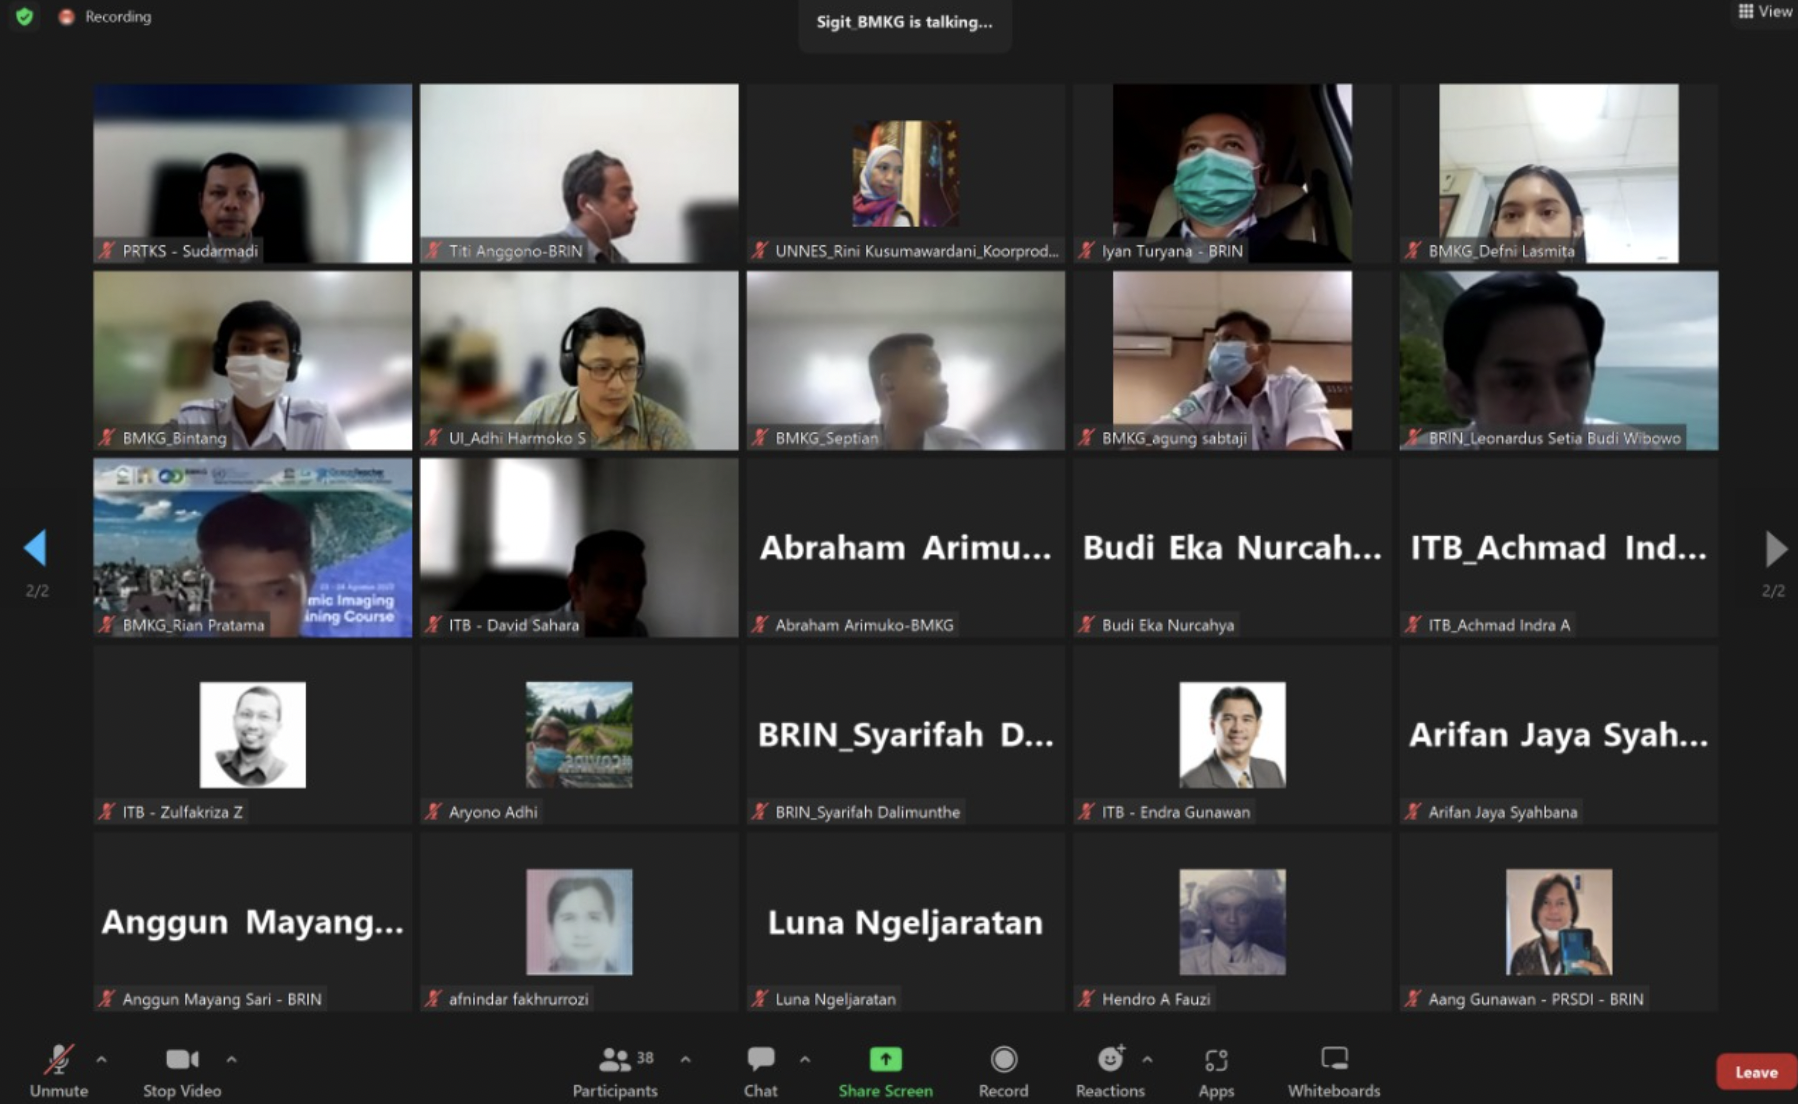 Recording
Sigit_BMKG is talking...
View
PRTKS - Sudarmadi
Titi Anggono-BRIN
UNNES_Rini Kusumawardani_Koorprod...
Iyan Turyana - BRIN
BMKG_Defni Lasmita
BMKG_Bintang
UI_Adhi Harmoko S
BMKG_Septian
BMKG_agung sabtaji
BRIN_Leonardus Setia Budi Wibowo
BMKG
OceanTeacher
mic Imaging
ining Course
BMKG_Rian Pratama
ITB - David Sahara
Abraham Arimu...
Abraham Arimuko-BMKG
Budi Eka Nurcah...
Budi Eka Nurcahya
ITB_Achmad Ind...
ITB_Achmad Indra A
2/2
2/2
ITB - Zulfakriza Z
Aryono Adhi
BRIN_Syarifah D...
BRIN_Syarifah Dalimunthe
ITB - Endra Gunawan
Arifan Jaya Syah...
Arifan Jaya Syahbana
Anggun Mayang...
Anggun Mayang Sari - BRIN
afnindar fakhrurrozi
Luna Ngeljaratan
Luna Ngeljaratan
Hendro A Fauzi
Aang Gunawan - PRSDI - BRIN
Unmute
Stop Video
38
Participants
Chat
Share Screen
Record
Reactions
Apps
Whiteboards
Leave